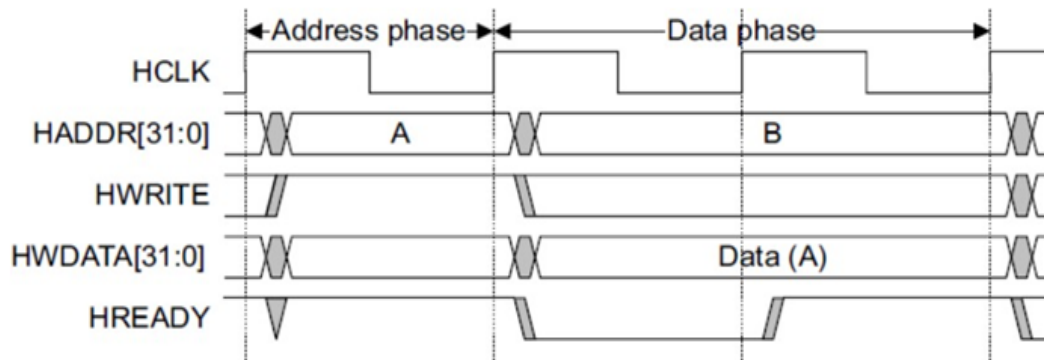 Address phase Data phase
HCLK
HADDR[31:0] A B
HWRITE
HWDATA[31:0] Data (A)
HREADY